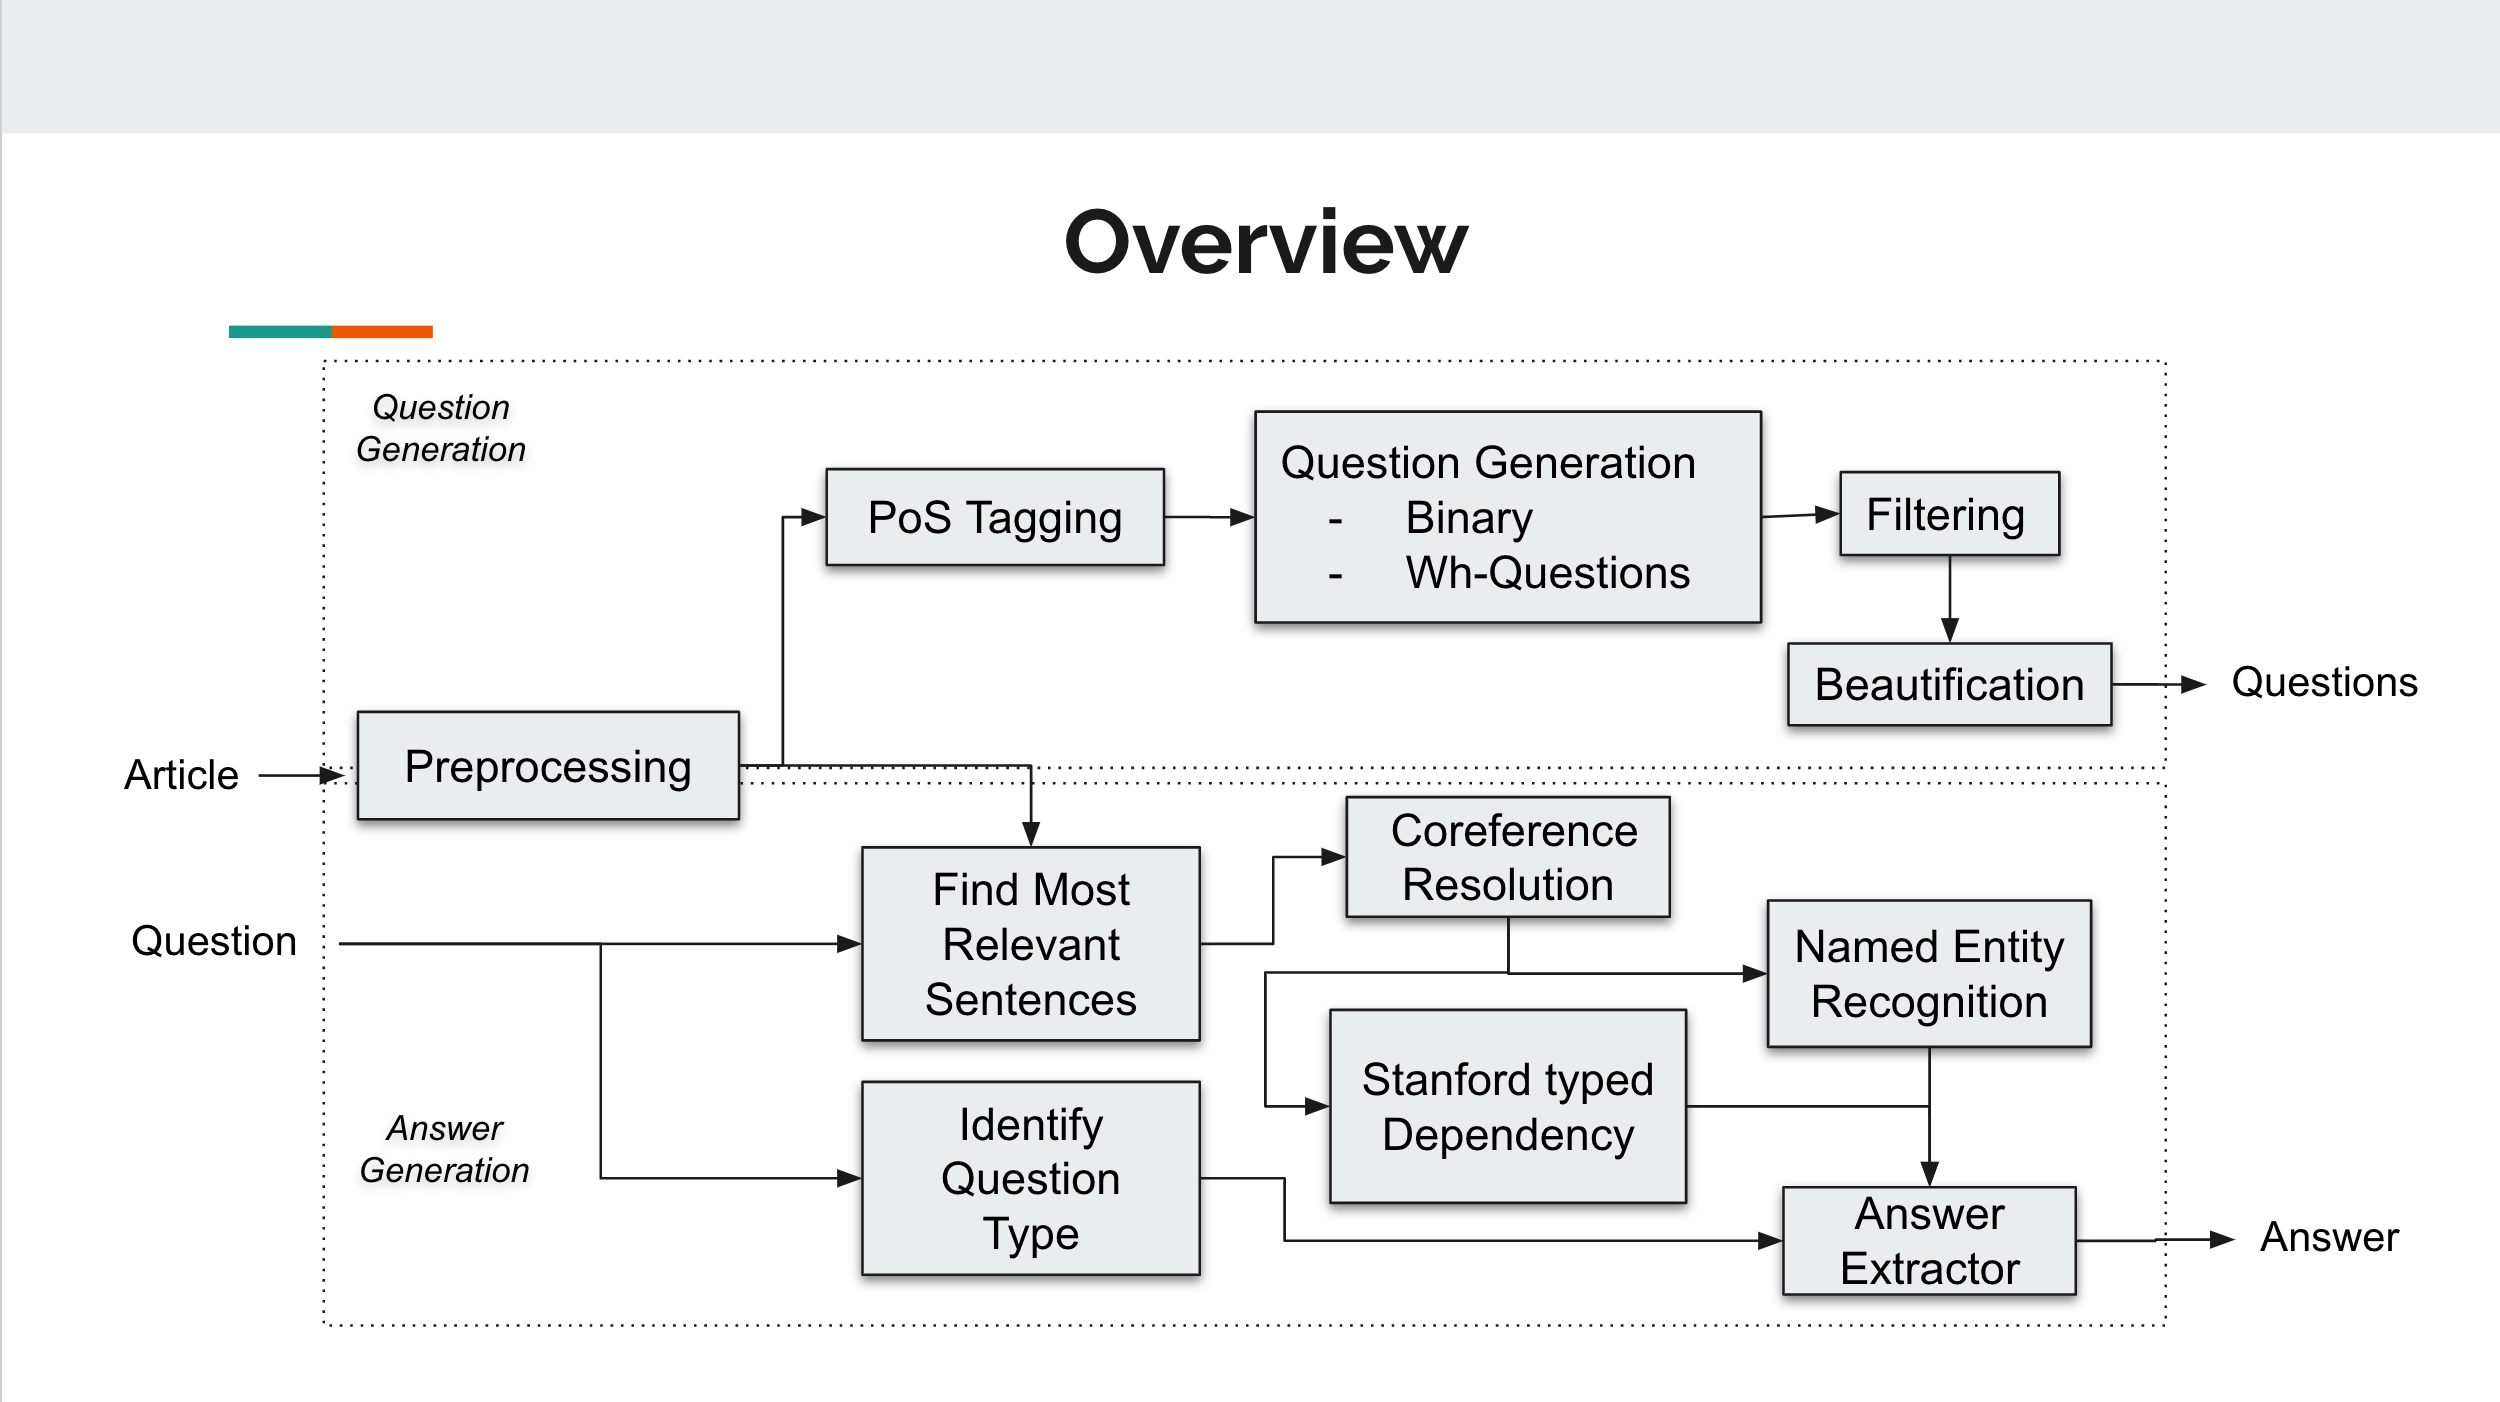 Overview
Question
Generation
PoS Tagging
Question Generation
- Binary
- Wh-Questions
Filtering
Beautification
Questions
Article
Preprocessing
Question
Find Most
Relevant
Sentences
Coreference
Resolution
Named Entity
Recognition
Stanford typed
Dependency
Answer
Generation
Identify
Question
Type
Answer
Extractor
Answer